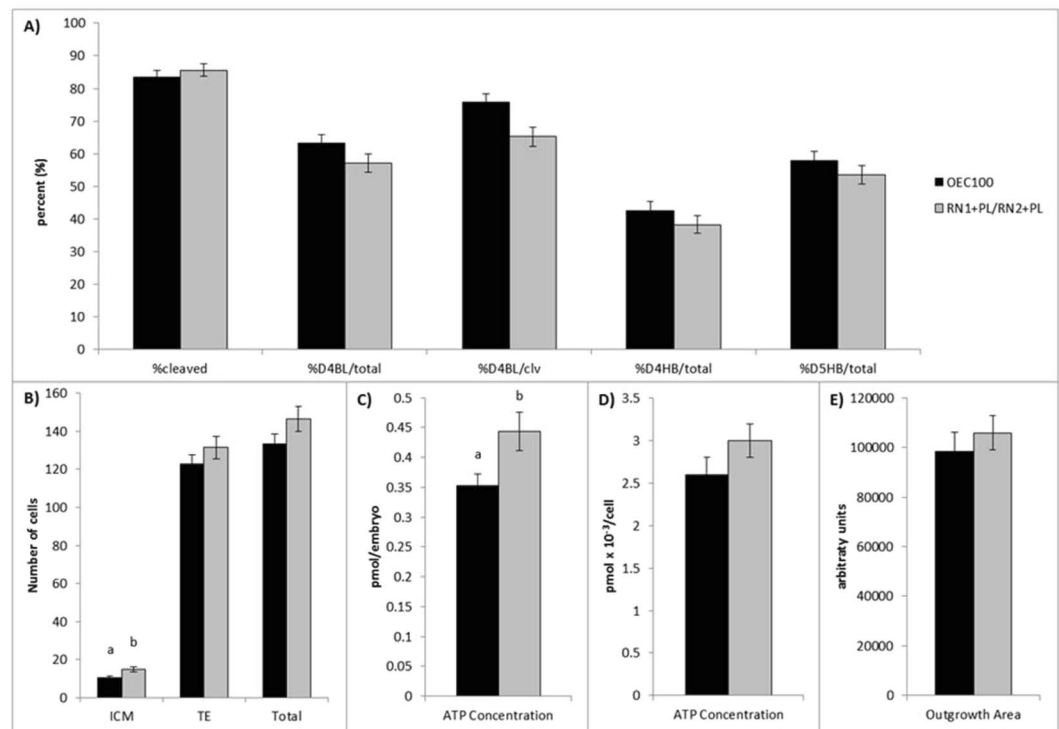 A)
100
90
80
70
60
50
40
30
20
10
0
percent (%)
%cleaved %D4BL/total %D4BL/clv %D4HB/total %D5HB/total
OEC100
RN1+PL/RN2+PL
B)
160
140
120
100
80
60
40
20
0
Number of cells
a b
ICM TE Total
C)
0.5
0.45
0.4
0.35
0.3
0.25
0.2
0.15
0.1
0.05
0
pmol/embryo
a
b
ATP Concentration
D)
3.5
3
2.5
2
1.5
1
0.5
0
pmol x 10⁻³/cell
ATP Concentration
E)
120000
100000
80000
60000
40000
20000
0
arbitraty units
Outgrowth Area